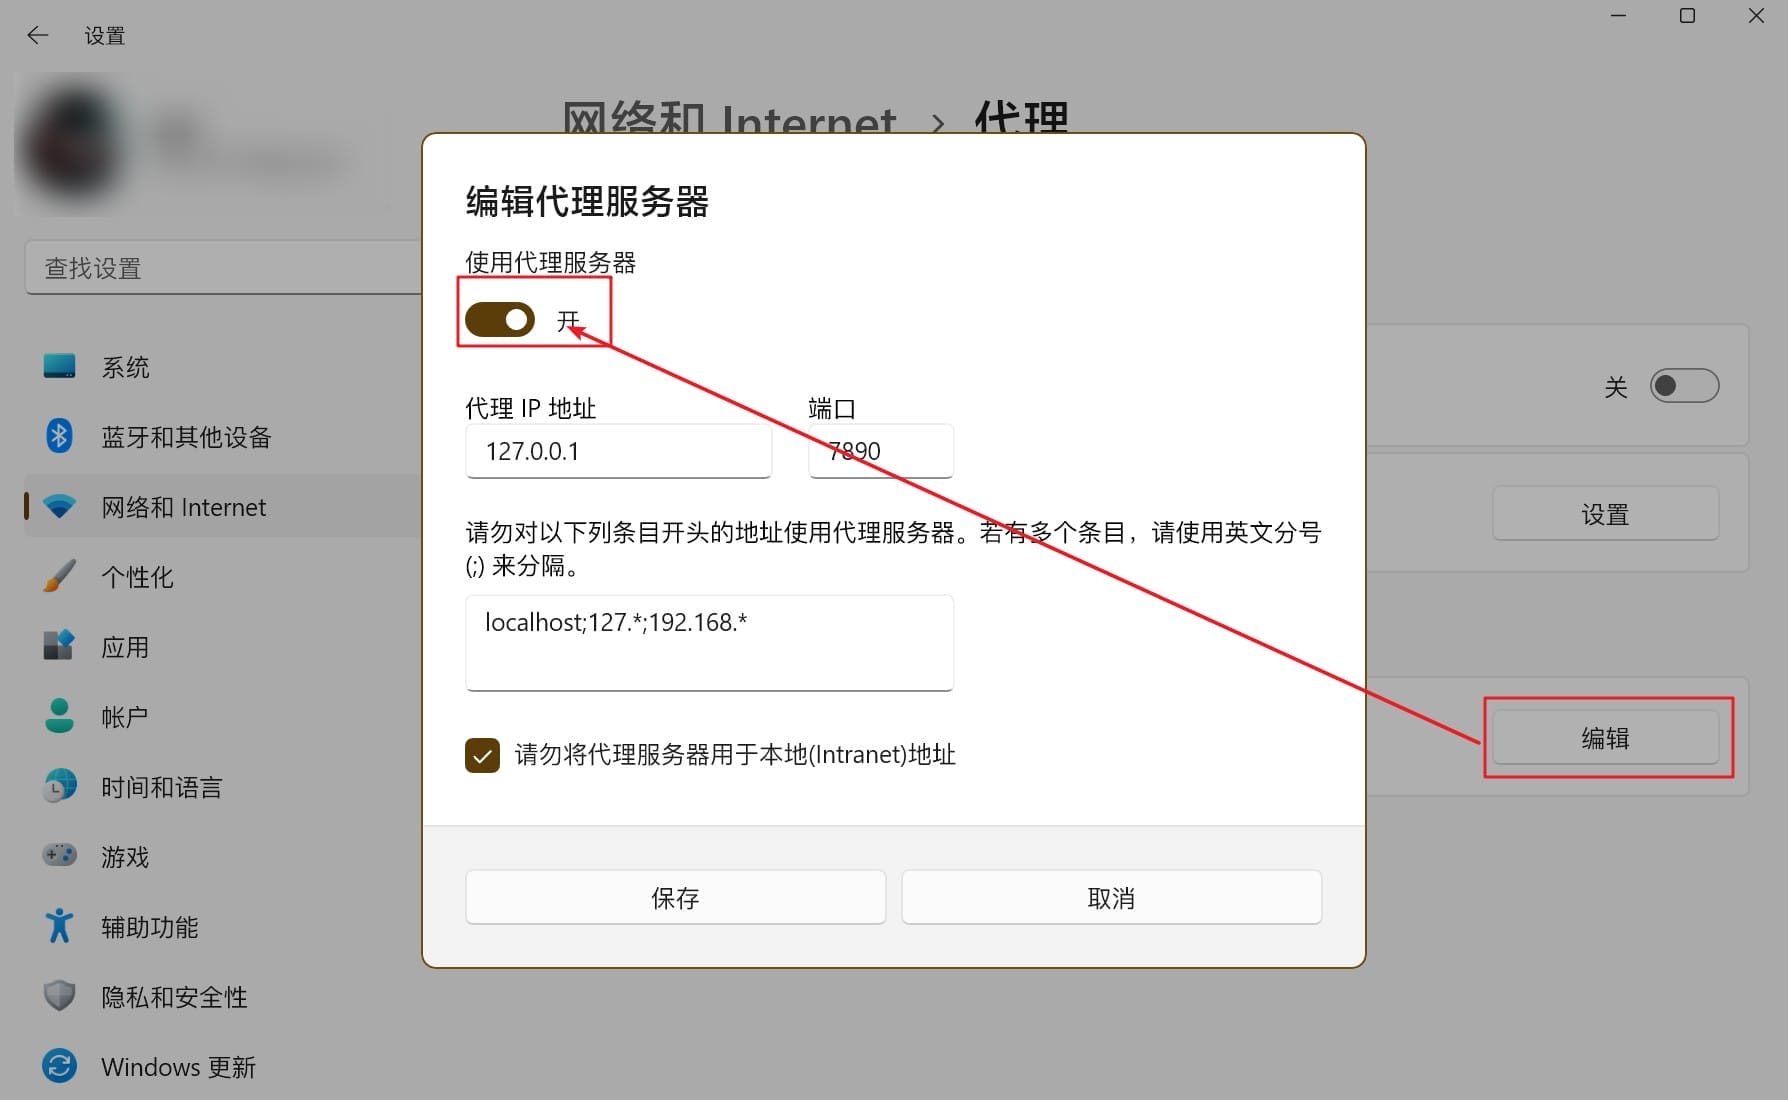 设置
网络和 Internet › 代理
查找设置
系统
蓝牙和其他设备
网络和 Internet
个性化
应用
帐户
时间和语言
游戏
辅助功能
隐私和安全性
Windows 更新
编辑代理服务器
使用代理服务器
开
代理 IP 地址
端口
127.0.0.1
7890
请勿对以下列条目开头的地址使用代理服务器。若有多个条目，请使用英文分号
(;) 来分隔。
localhost;127.*;192.168.*
请勿将代理服务器用于本地(Intranet)地址
保存
取消
关
设置
编辑